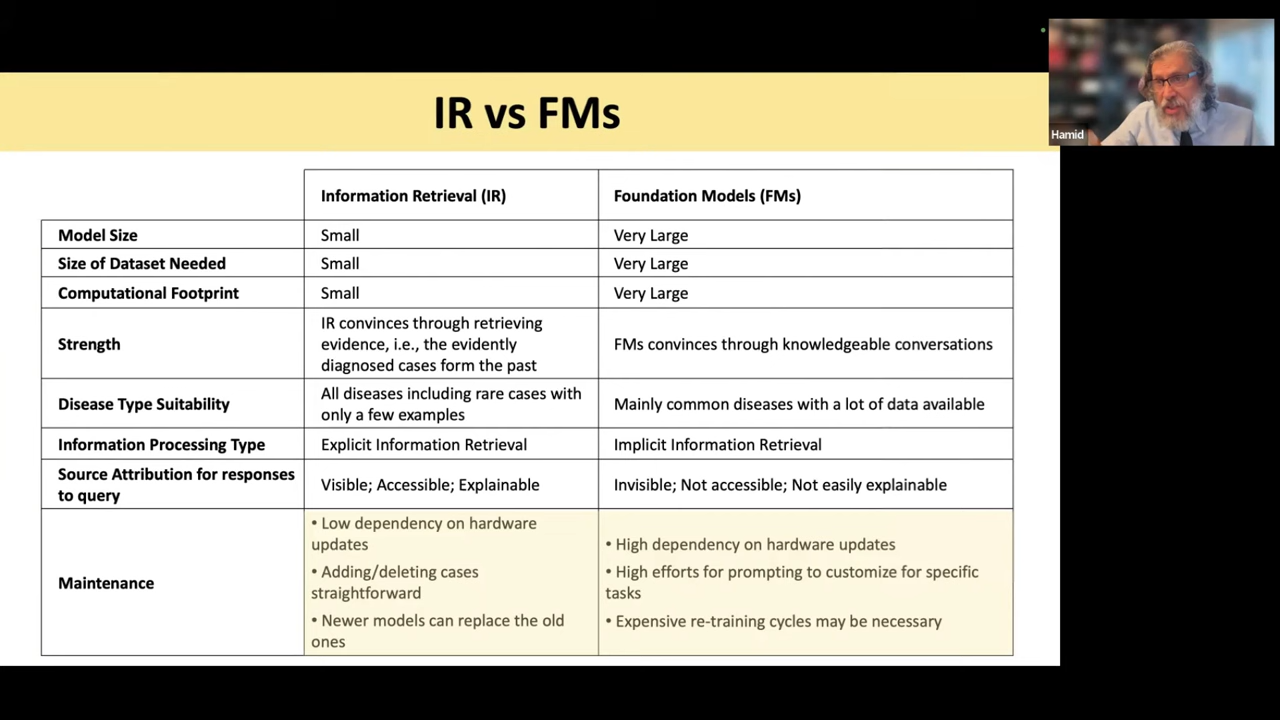 IR vs FMs
Hamid
Information Retrieval (IR)
Foundation Models (FMs)
Model Size
Small
Very Large
Size of Dataset Needed
Small
Very Large
Computational Footprint
Small
Very Large
Strength
IR convinces through retrieving
evidence, i.e., the evidently
diagnosed cases form the past
FMs convinces through knowledgeable conversations
Disease Type Suitability
All diseases including rare cases with
only a few examples
Mainly common diseases with a lot of data available
Information Processing Type
Explicit Information Retrieval
Implicit Information Retrieval
Source Attribution for responses
to query
Visible; Accessible; Explainable
Invisible; Not accessible; Not easily explainable
Maintenance
• Low dependency on hardware
updates
• Adding/deleting cases
straightforward
• Newer models can replace the old
ones
• High dependency on hardware updates
• High efforts for prompting to customize for specific
tasks
• Expensive re-training cycles may be necessary